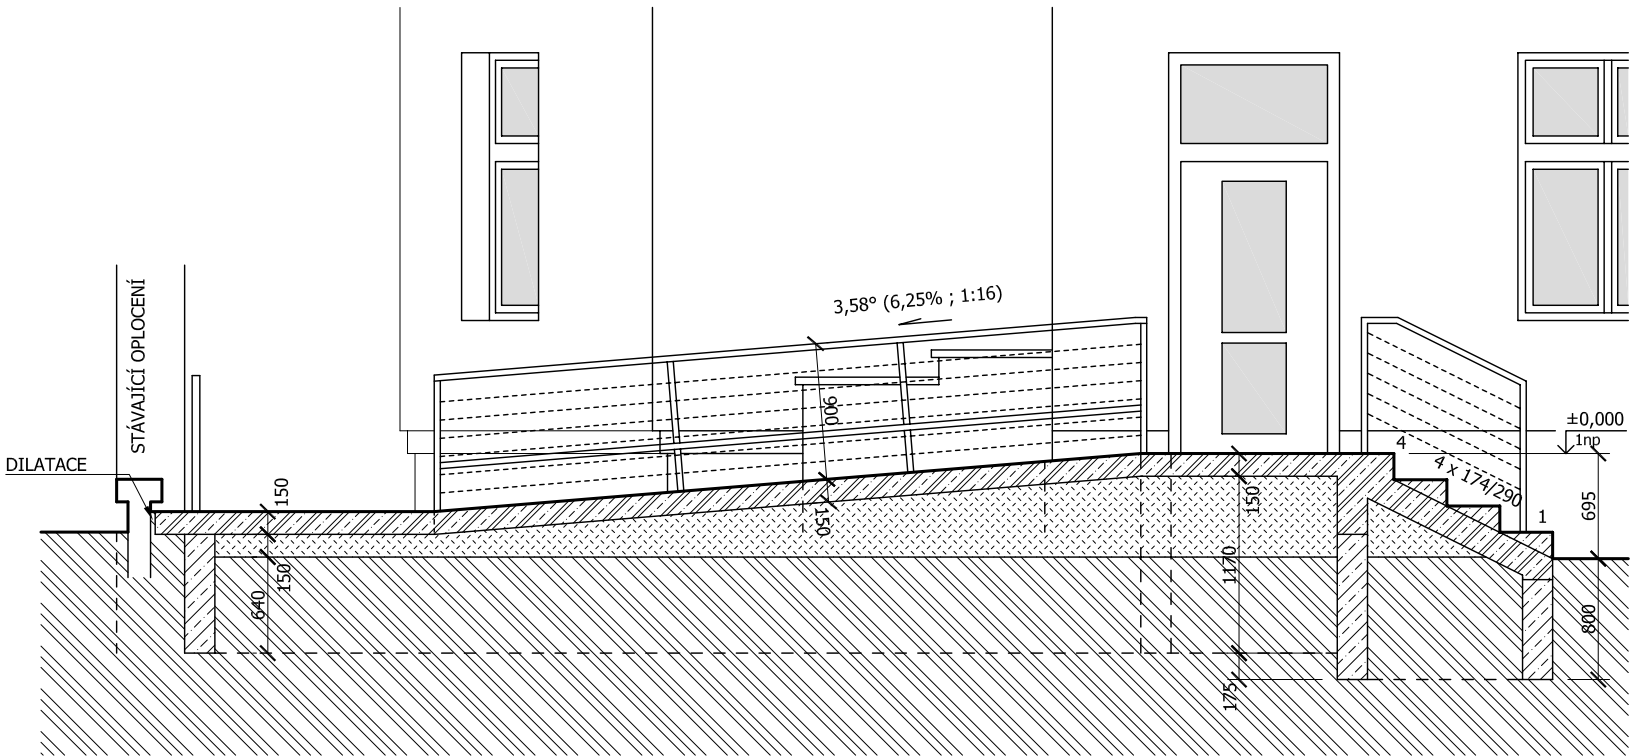 3,58° (6,25% ; 1:16)
STÁVAJÍCÍ OPLOCENÍ
DILATACE
±0,000
1np
4
4 x 174/290
1
900
150
150
150
640
150
1170
175
695
800